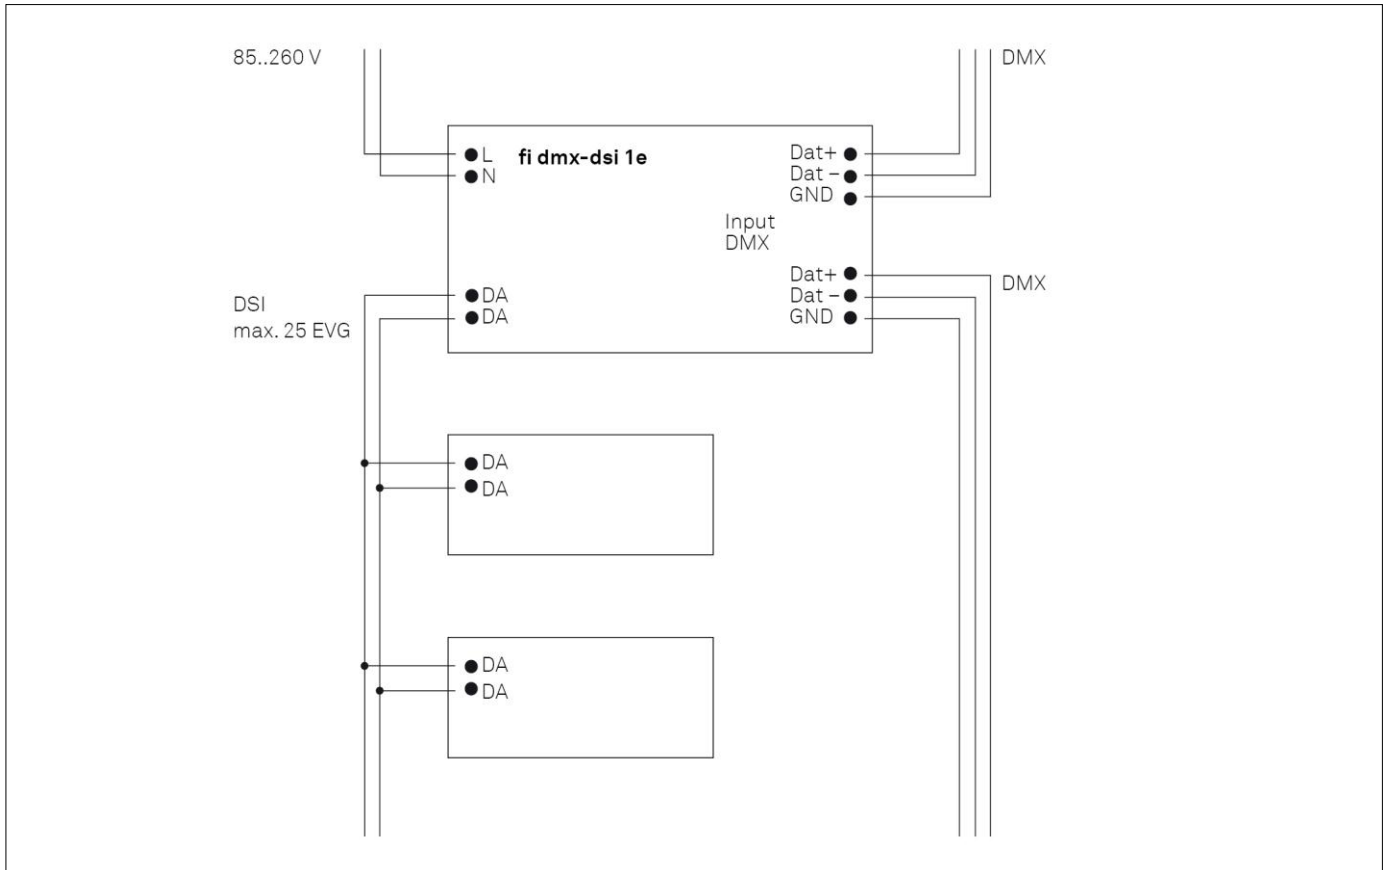 85..260 V
DMX
L
fi dmx-dsi 1e
N
Dat+
Dat –
GND
Input
DMX
Dat+
Dat –
GND
DMX
DSI
max. 25 EVG
DA
DA
DA
DA
DA
DA